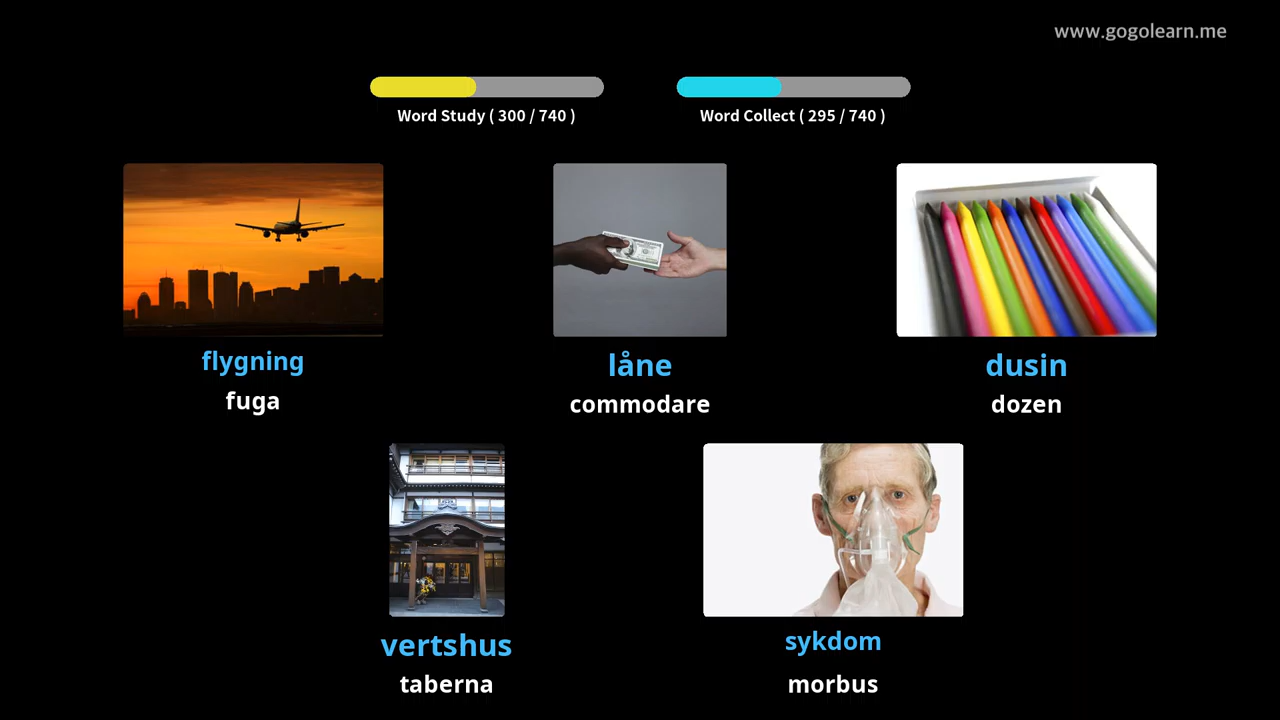 www.gogolearn.me
Word Study ( 300 / 740 )
Word Collect ( 295 / 740 )
flygning
fuga
låne
commodare
dusin
dozen
vertshus
taberna
sykdom
morbus